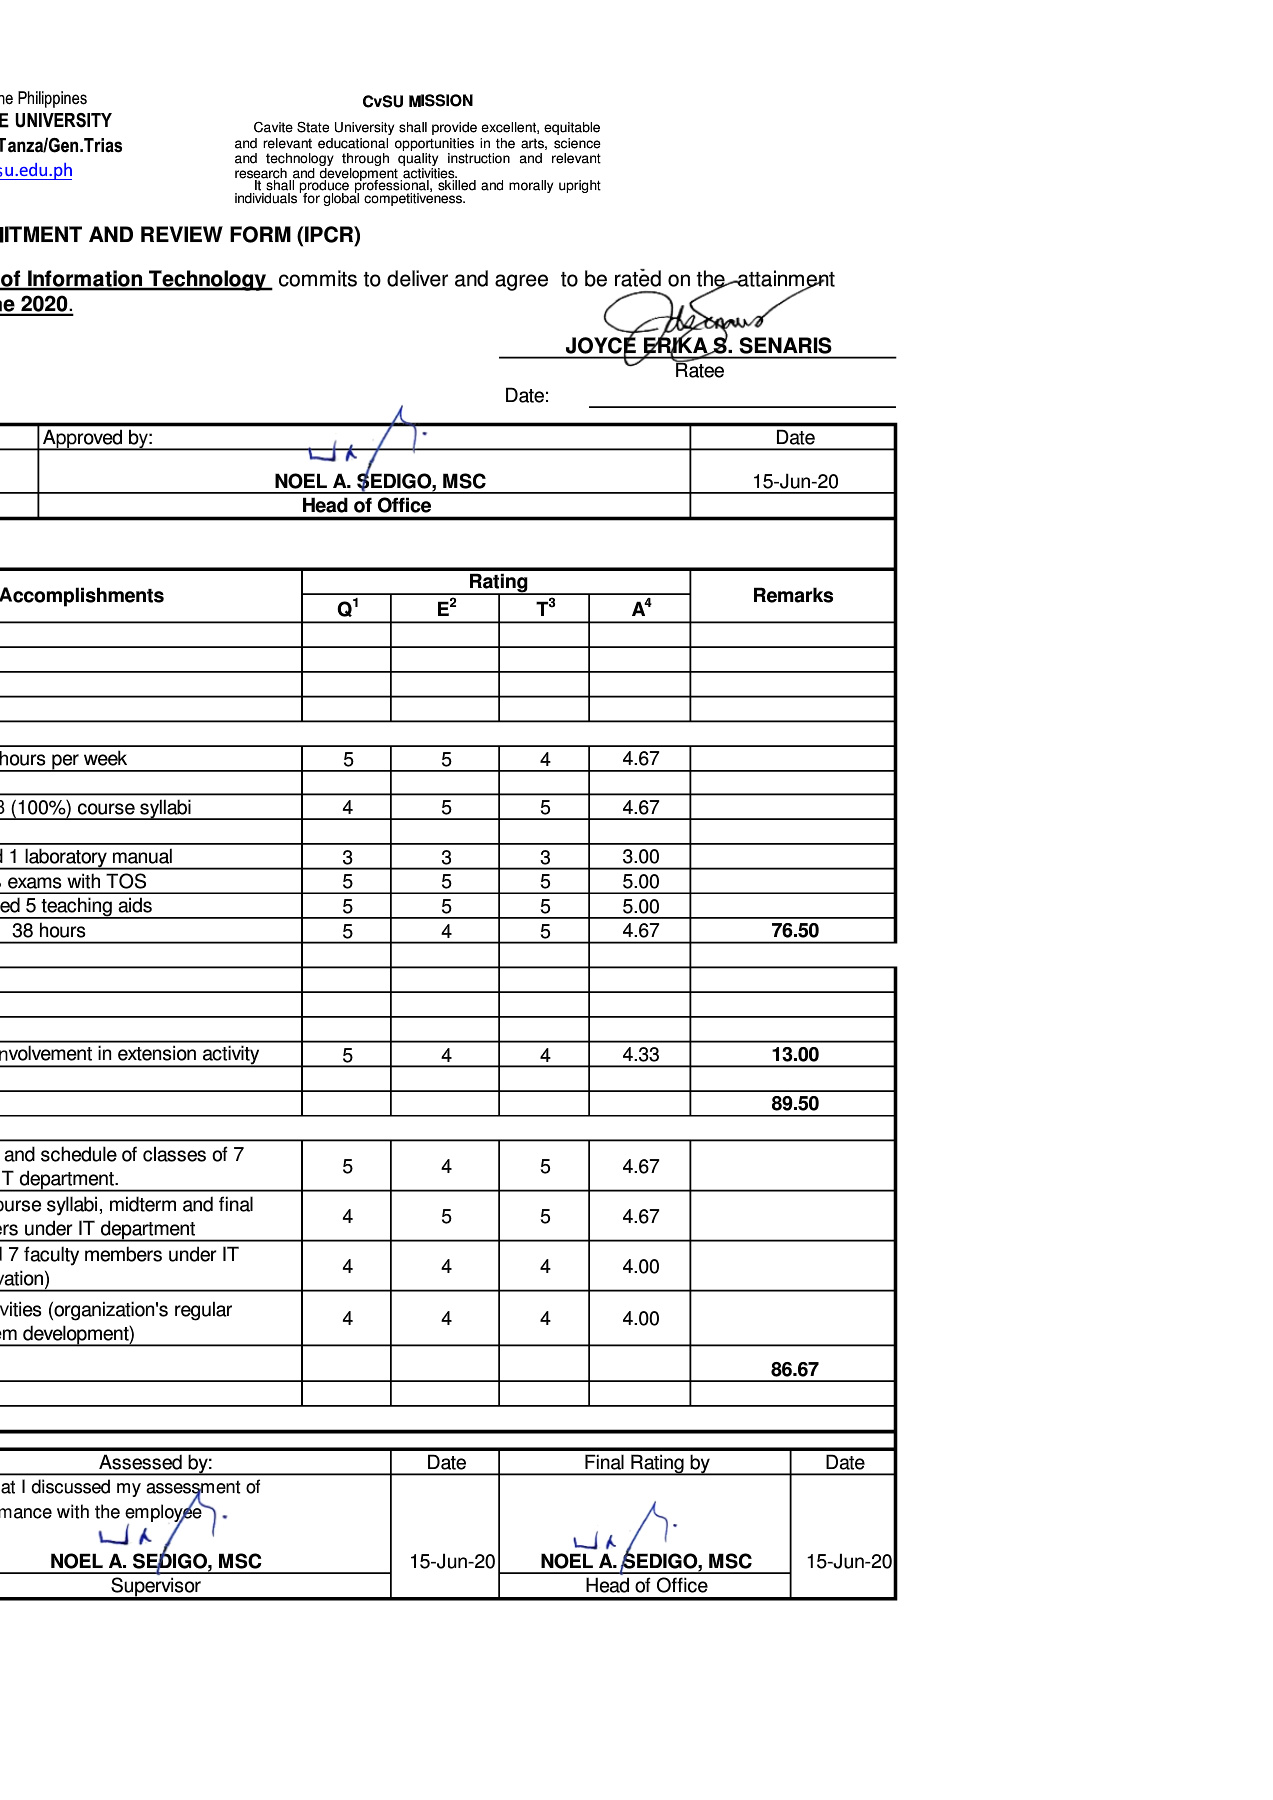 ne Philippines
E UNIVERSITY
Tanza/Gen.Trias
su.edu.ph
CvSU MISSION
Cavite State University shall provide excellent, equitable
and relevant educational opportunities in the arts, science
and technology through quality instruction and relevant
research and development activities.
It shall produce professional, skilled and morally upright
individuals for global competitiveness.
ITMENT AND REVIEW FORM (IPCR)
of Information Technology commits to deliver and agree to be rated on the attainment
ne 2020.
JOYCE ERIKA S. SENARIS
Ratee
Date:
Approved by: Date
NOEL A. SEDIGO, MSC 15-Jun-20
Head of Office
Accomplishments Rating Remarks
Q1 E2 T3 A4
hours per week 5 5 4 4.67
3 (100%) course syllabi 4 5 5 4.67
d 1 laboratory manual 3 3 3 3.00
exams with TOS 5 5 5 5.00
ed 5 teaching aids 5 5 5 5.00
38 hours 5 4 5 4.67 76.50
nvolvement in extension activity 5 4 4 4.33 13.00
89.50
and schedule of classes of 7
T department. 5 4 5 4.67
ourse syllabi, midterm and final
ers under IT department 4 5 5 4.67
d 7 faculty members under IT
vation) 4 4 4 4.00
vities (organization's regular
em development) 4 4 4 4.00
86.67
Assessed by: Date Final Rating by Date
at I discussed my assessment of
mance with the employee
NOEL A. SEDIGO, MSC 15-Jun-20 NOEL A. SEDIGO, MSC 15-Jun-20
Supervisor Head of Office